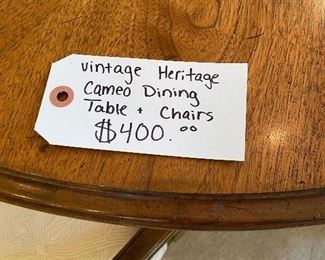 vintage Heritage
Cameo Dining
Table + Chairs
$400.00